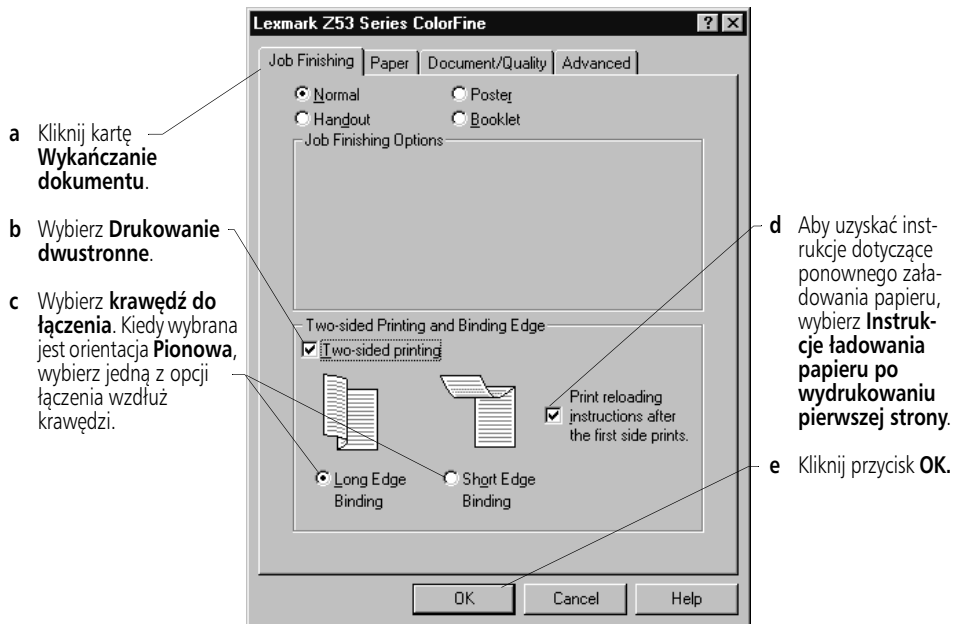 Lexmark Z53 Series ColorFine
Job Finishing Paper Document/Quality Advanced
Normal Poster
Handout Booklet
Job Finishing Options
a Kliknij kartę
Wykańczanie
dokumentu.
b Wybierz Drukowanie
dwustronne.
c Wybierz krawędź do
łączenia. Kiedy wybrana
jest orientacja Pionowa,
wybierz jedną z opcji
łączenia wzdłuż
krawędzi.
Two-sided Printing and Binding Edge
Two-sided printing
Print reloading
instructions after
the first side prints.
Long Edge
Binding
Short Edge
Binding
OK Cancel Help
d Aby uzyskać inst-
rukcje dotyczące
ponownego zała-
dowania papieru,
wybierz Instruk-
cje ładowania
papieru po
wydrukowaniu
pierwszej strony.
e Kliknij przycisk OK.